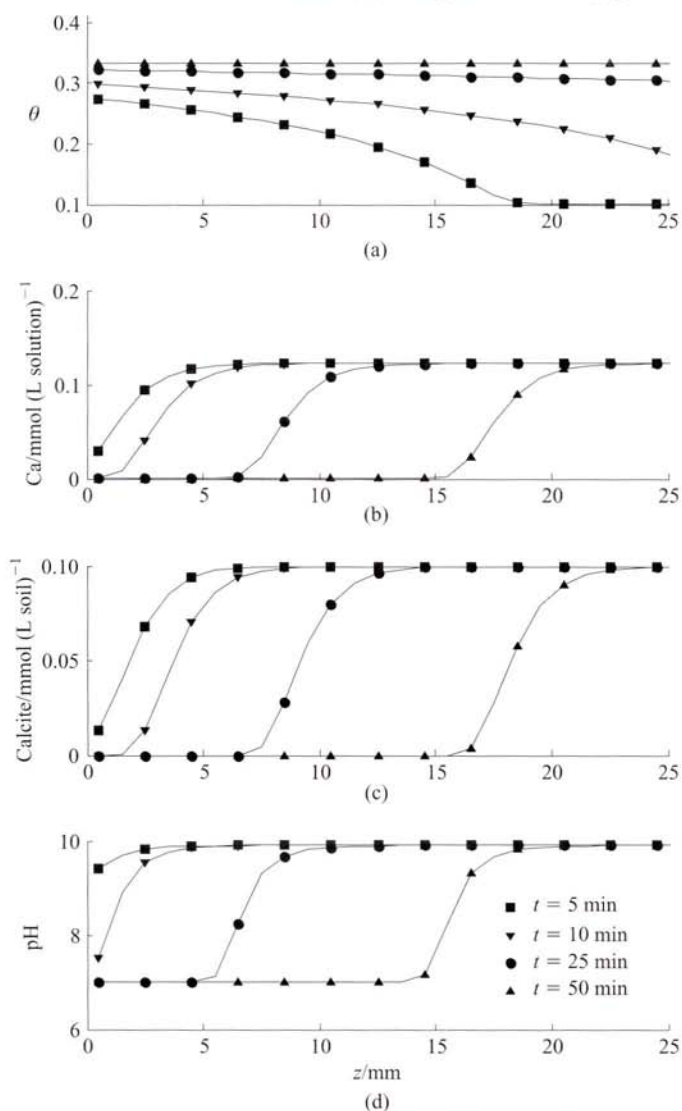 0.4
0.3
θ
0.2
0.1
0 5 10 15 20 25
(a)
0.2
0.1
0
Ca/mmol (L solution)⁻¹
0 5 10 15 20 25
(b)
0.10
0.05
0
Calcite/mmol (L soil)⁻¹
0 5 10 15 20 25
(c)
10
8
6
pH
t = 5 min
t = 10 min
t = 25 min
t = 50 min
0 5 10 15 20 25
z/mm
(d)